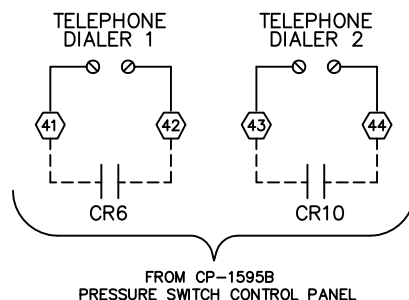 TELEPHONE DIALER 1
TELEPHONE DIALER 2
41
42
43
44
CR6
CR10
FROM CP-1595B
PRESSURE SWITCH CONTROL PANEL